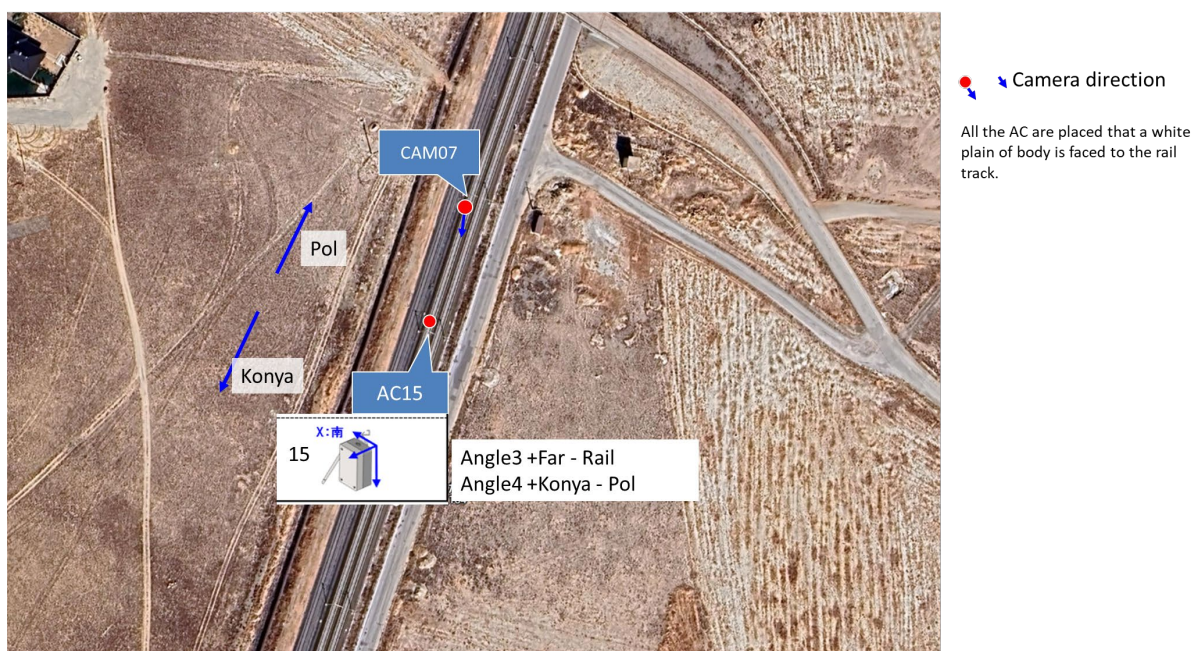 Camera direction
All the AC are placed that a white
plain of body is faced to the rail
track.
CAM07
Pol
Konya
AC15
X:南
15
Angle3 +Far - Rail
Angle4 +Konya - Pol